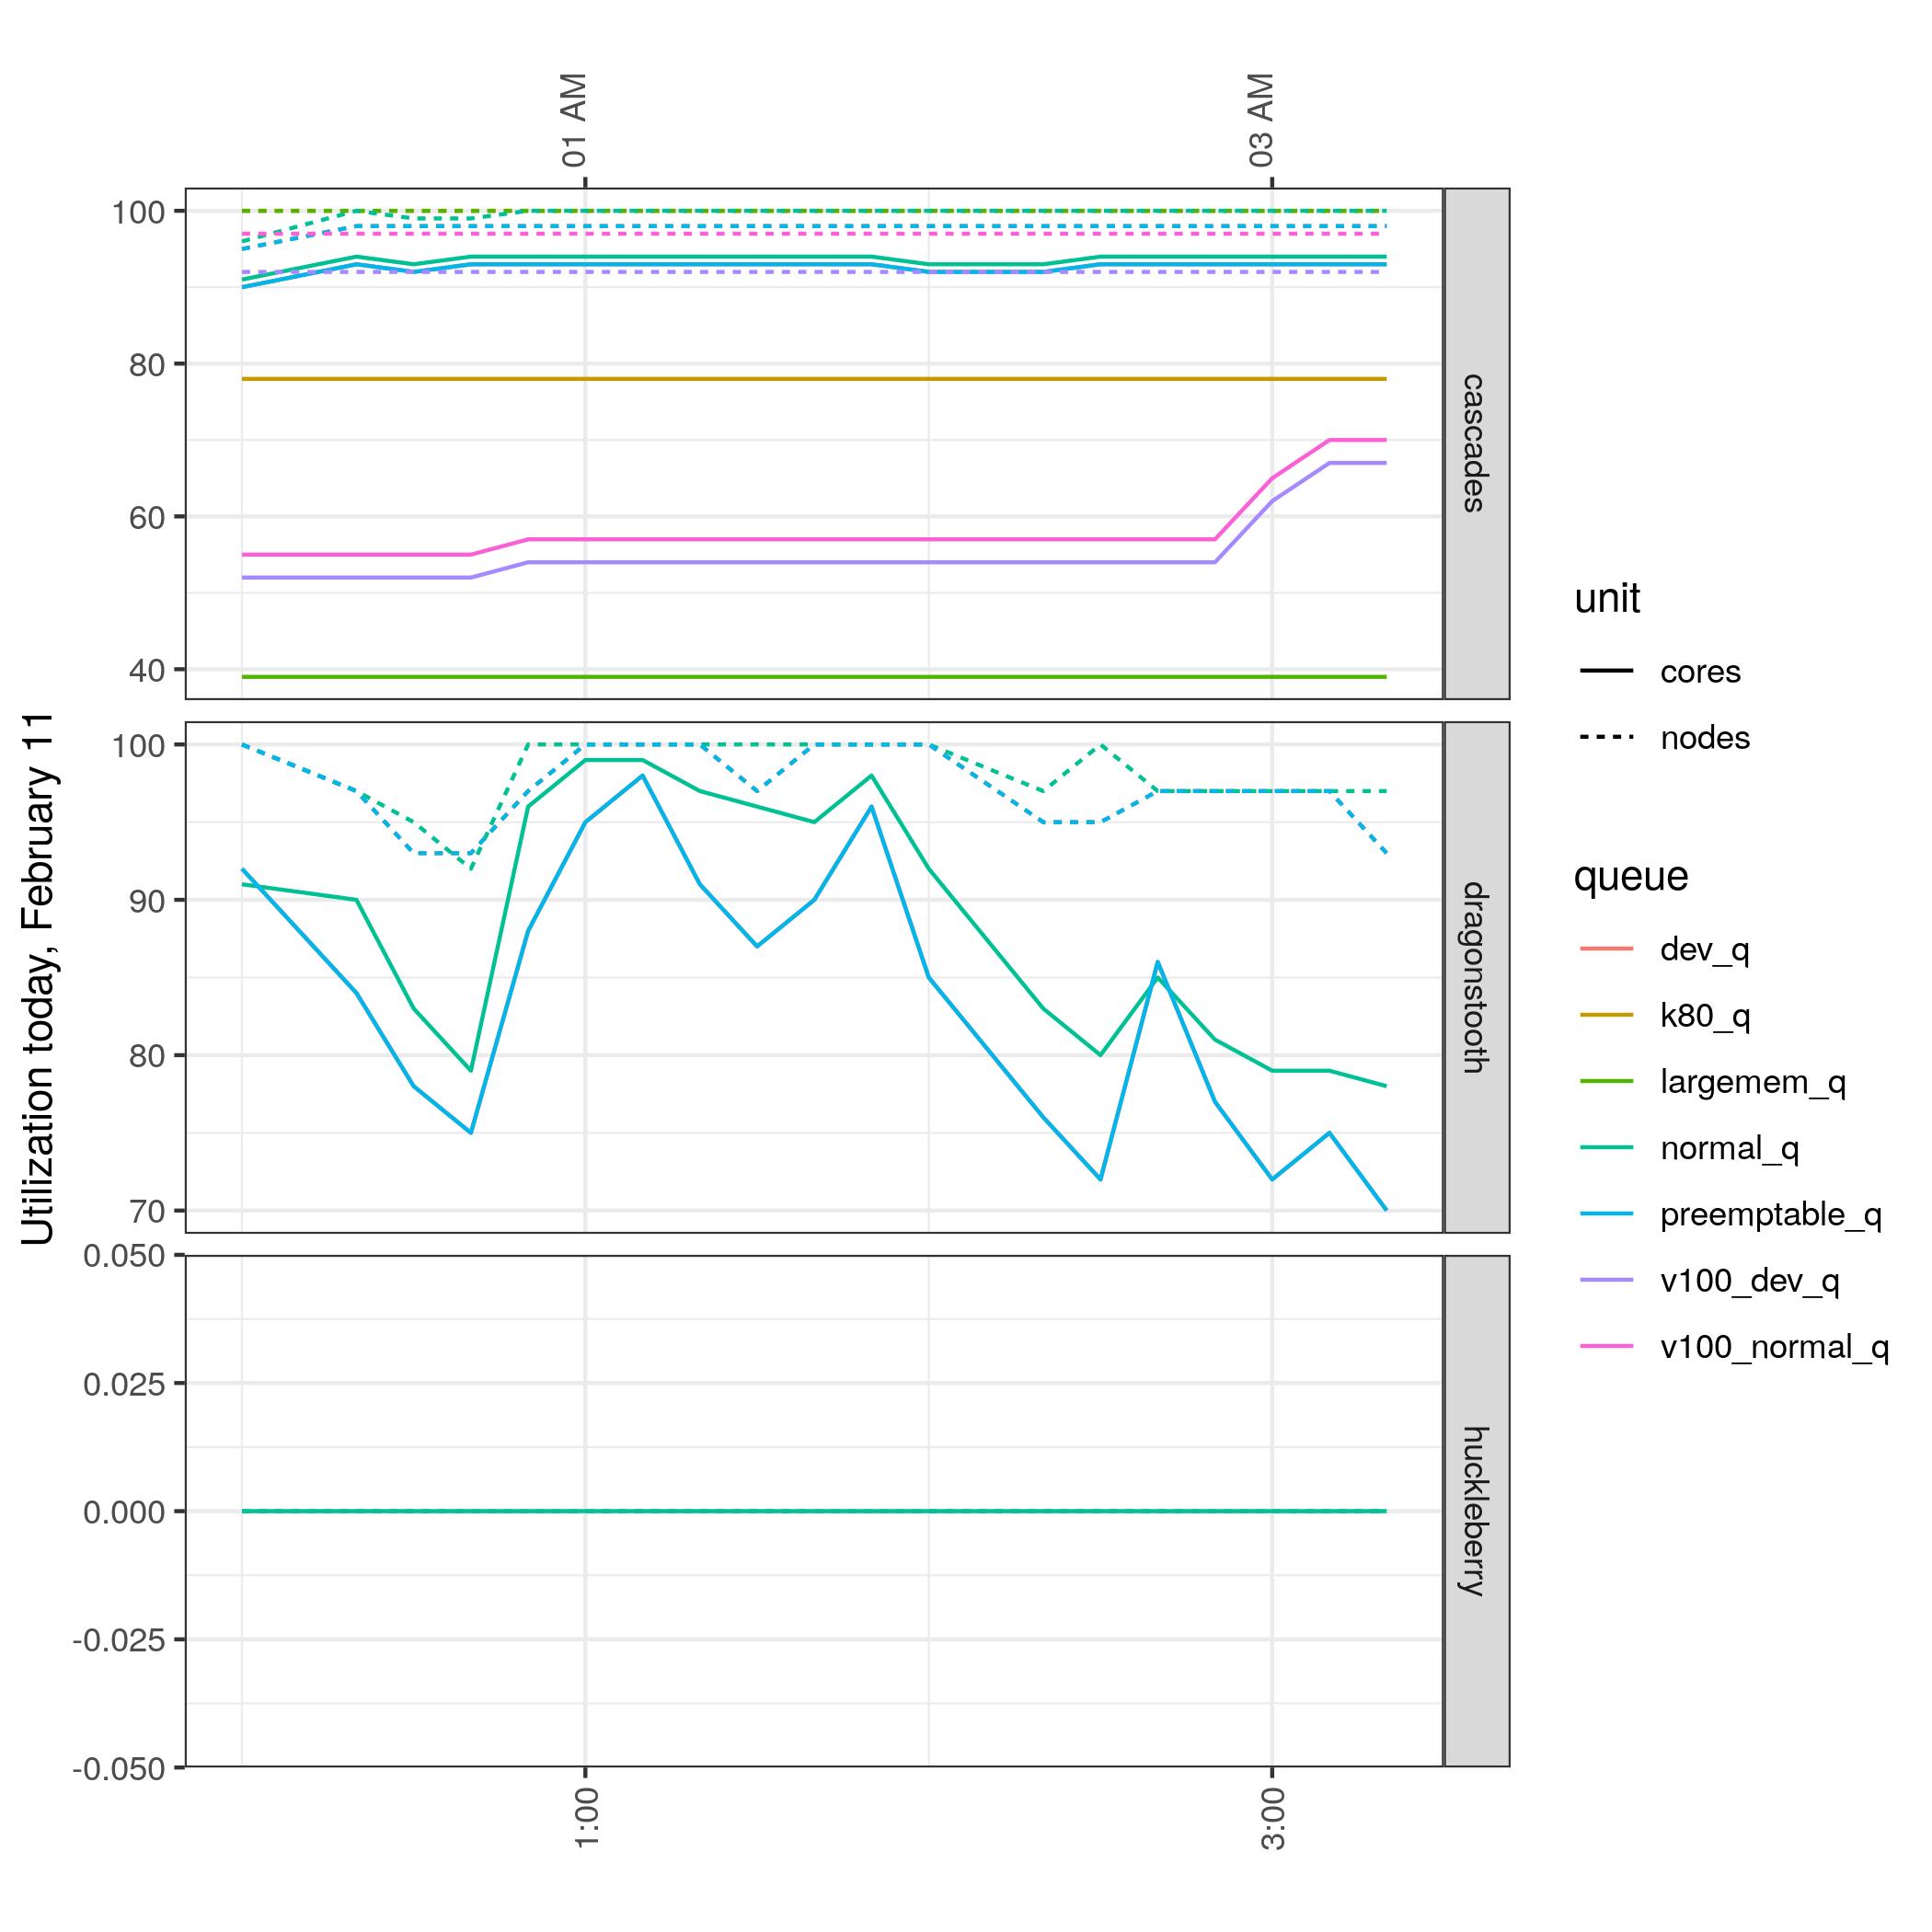 01 AM
03 AM
Utilization today, February 11
100
80
60
40
cascades
100
90
80
70
dragonstooth
0.050
0.025
0.000
-0.025
-0.050
huckleberry
1:00
3:00
unit
cores
nodes
queue
dev_q
k80_q
largemem_q
normal_q
preemptable_q
v100_dev_q
v100_normal_q